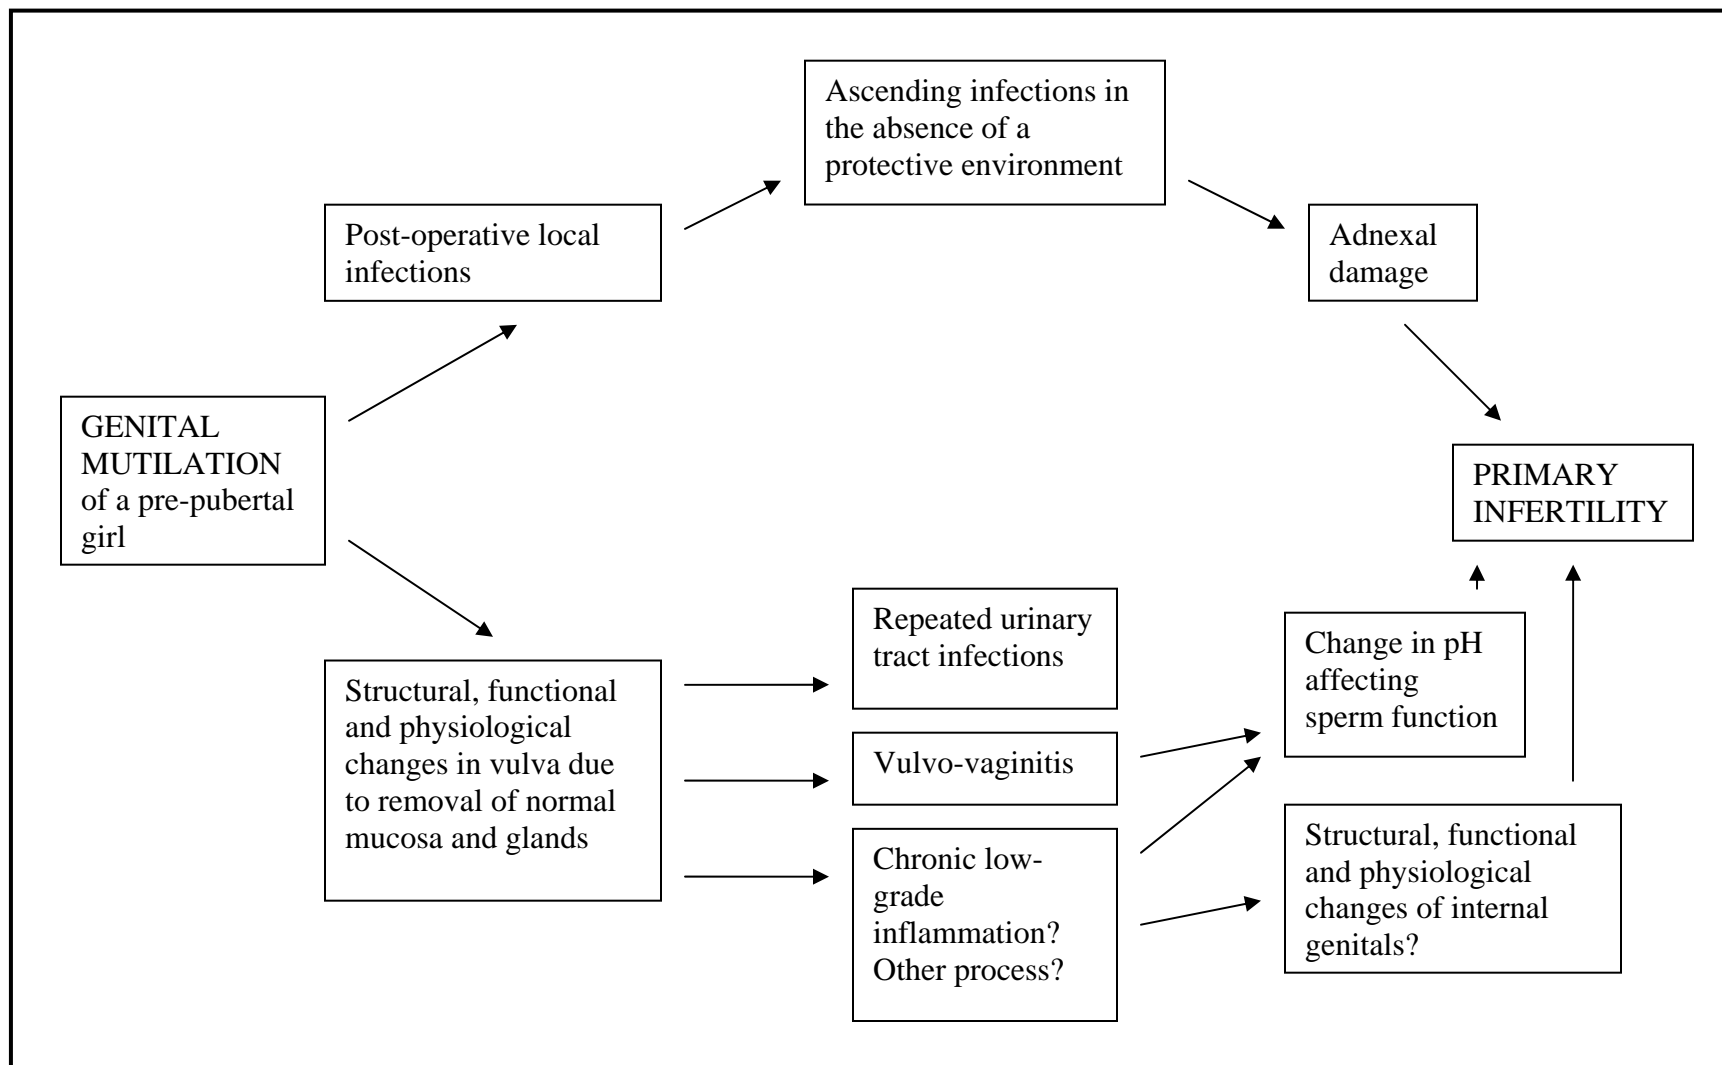 Ascending infections in
the absence of a
protective environment
Post-operative local
infections
Adnexal
damage
GENITAL
MUTILATION
of a pre-pubertal
girl
PRIMARY
INFERTILITY
Repeated urinary
tract infections
Change in pH
affecting
sperm function
Structural, functional
and physiological
changes in vulva due
to removal of normal
mucosa and glands
Vulvo-vaginitis
Chronic low-
grade
inflammation?
Other process?
Structural, functional
and physiological
changes of internal
genitals?